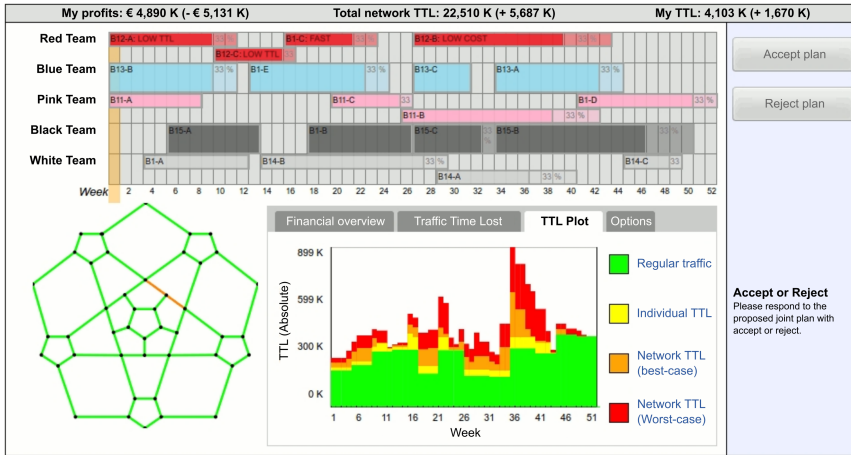 My profits: € 4,890 K (- € 5,131 K) Total network TTL: 22,510 K (+ 5,687 K) My TTL: 4,103 K (+ 1,670 K)
Red Team B12-A: LOW TTL 33 % B1-C: FAST 33 % B12-B: LOW COST 33 %
B12-C: LOW TTL 33
Blue Team B13-B 33 % B1-E 33 % B13-C B13-A 33 %
Pink Team B11-A B11-C 33 B1-D 33 %
B11-B 33 %
Black Team B15-A B1-B B15-C 33 % B15-B 33 %
White Team B1-A B14-B 33 % B14-C 33 %
B14-A 33 %
Week 2 4 6 8 10 12 14 16 18 20 22 24 26 28 30 32 34 36 38 40 42 44 46 48 50 52
Accept plan
Reject plan
Financial overview Traffic Time Lost TTL Plot Options
TTL (Absolute)
899 K
599 K
300 K
0 K
1 6 11 16 21 26 31 36 41 46 51
Week
Regular traffic
Individual TTL
Network TTL
(best-case)
Network TTL
(Worst-case)
Accept or Reject
Please respond to the
proposed joint plan with
accept or reject.